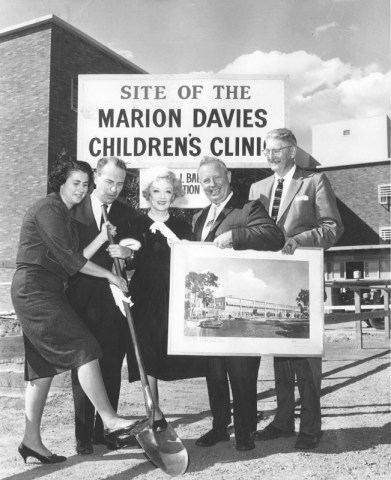 SITE OF THE
MARION DAVIES
CHILDREN'S CLINIC